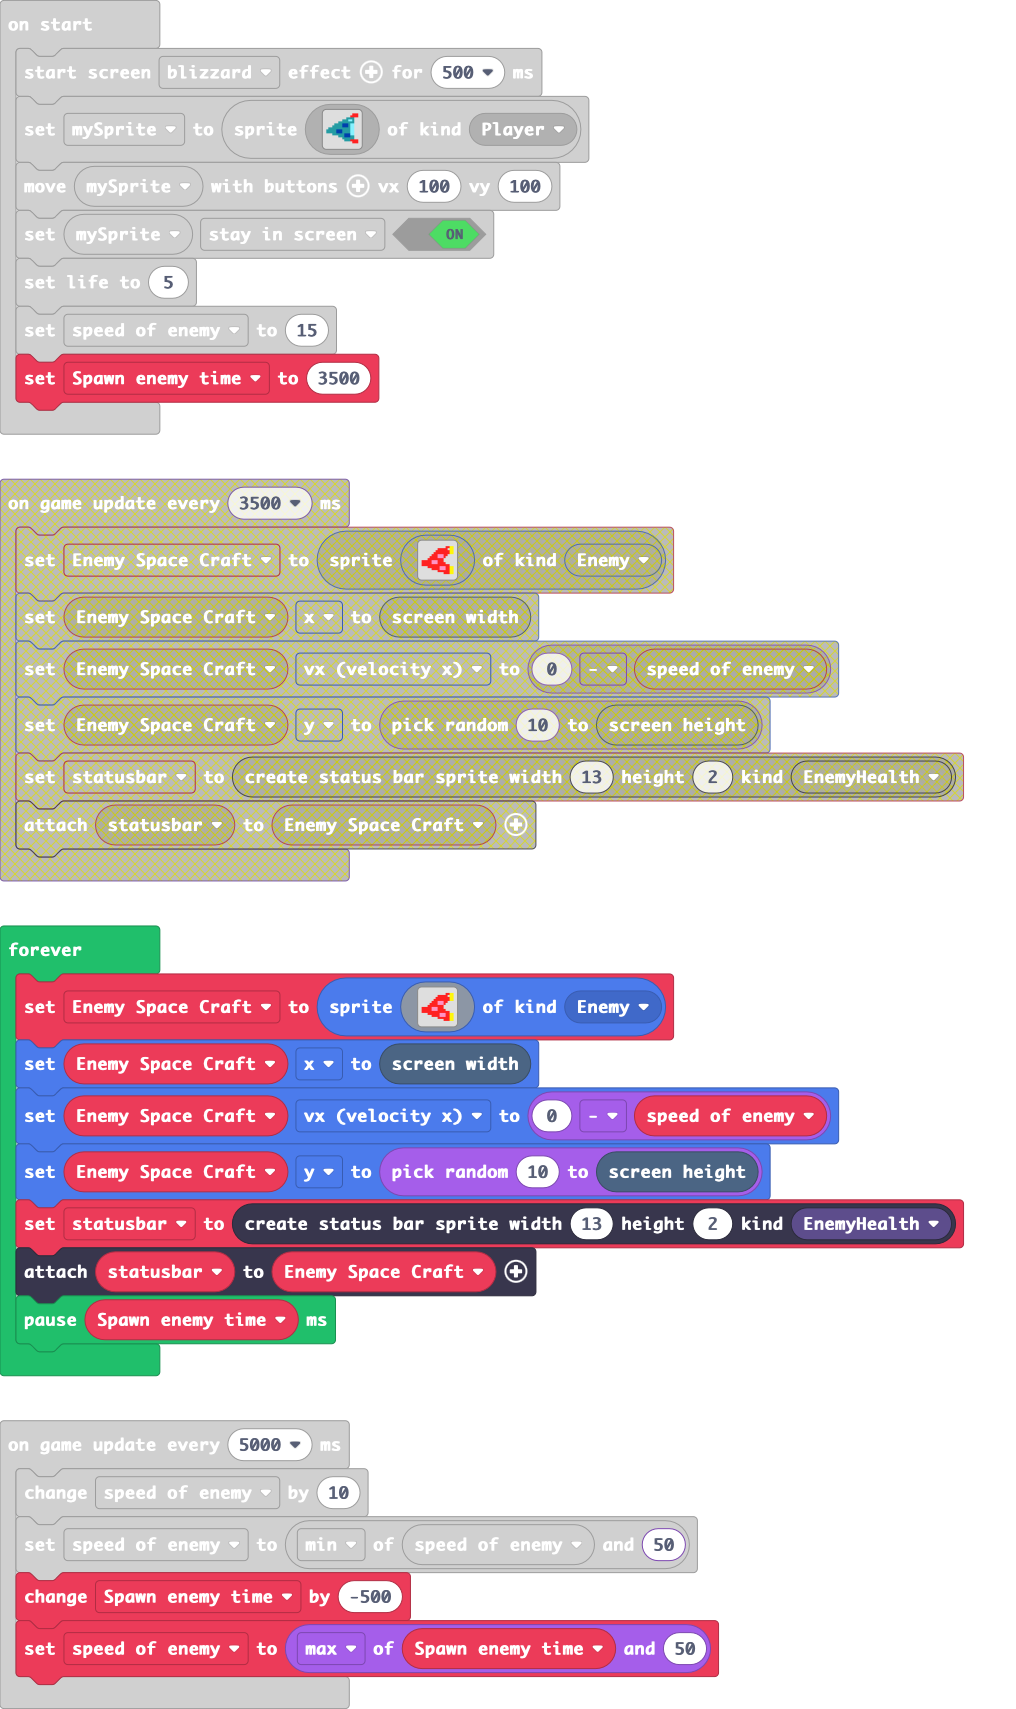 on start
start screen blizzard effect for 500 ms
set mySprite to sprite of kind Player
move mySprite with buttons vx 100 vy 100
set mySprite stay in screen ON
set life to 5
set speed of enemy to 15
set Spawn enemy time to 3500
on game update every 3500 ms
set Enemy Space Craft to sprite of kind Enemy
set Enemy Space Craft x to screen width
set Enemy Space Craft vx (velocity x) to 0 - speed of enemy
set Enemy Space Craft y to pick random 10 to screen height
set statusbar to create status bar sprite width 13 height 2 kind EnemyHealth
attach statusbar to Enemy Space Craft
forever
set Enemy Space Craft to sprite of kind Enemy
set Enemy Space Craft x to screen width
set Enemy Space Craft vx (velocity x) to 0 - speed of enemy
set Enemy Space Craft y to pick random 10 to screen height
set statusbar to create status bar sprite width 13 height 2 kind EnemyHealth
attach statusbar to Enemy Space Craft
pause Spawn enemy time ms
on game update every 5000 ms
change speed of enemy by 10
set speed of enemy to min of speed of enemy and 50
change Spawn enemy time by -500
set speed of enemy to max of Spawn enemy time and 50